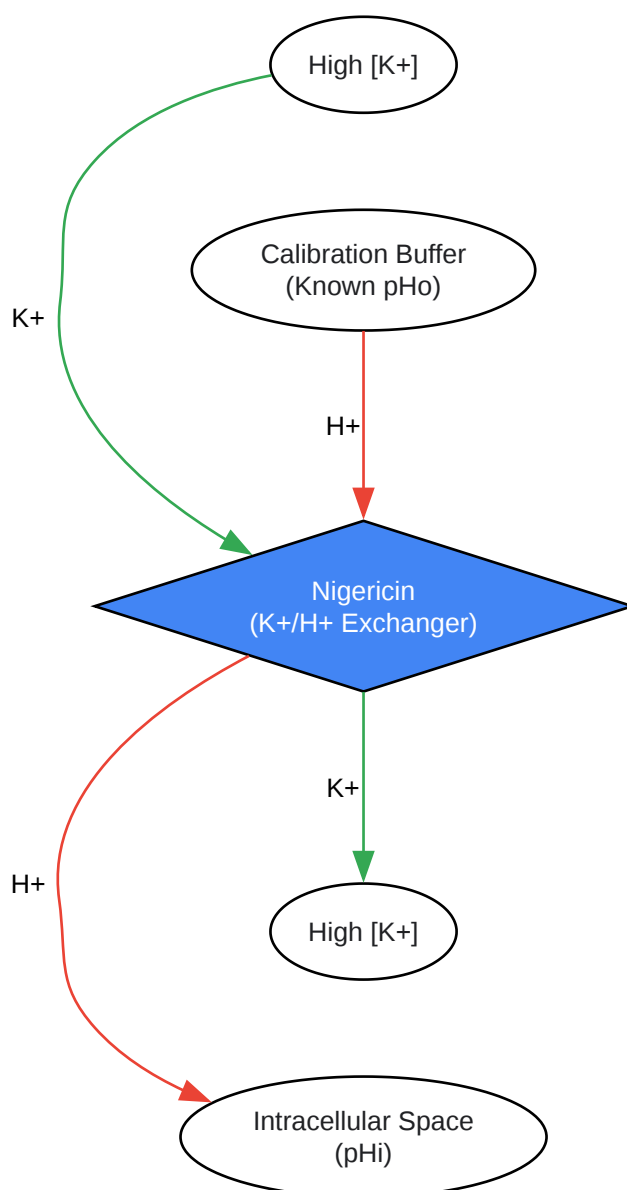 High [K+]
Calibration Buffer
(Known pHo)
K+
H+
Nigericin
(K+/H+ Exchanger)
K+
H+
High [K+]
Intracellular Space
(pHi)